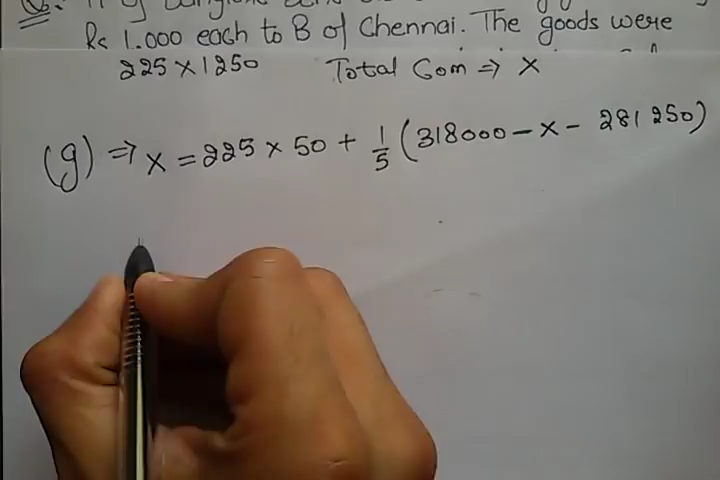 Rs 1.000 each to B of Chennai. The goods were
225 × 1250 Total Com ⇒ x
(g) ⇒ x = 225 × 50 + 1/5 (318000 - x - 281250)